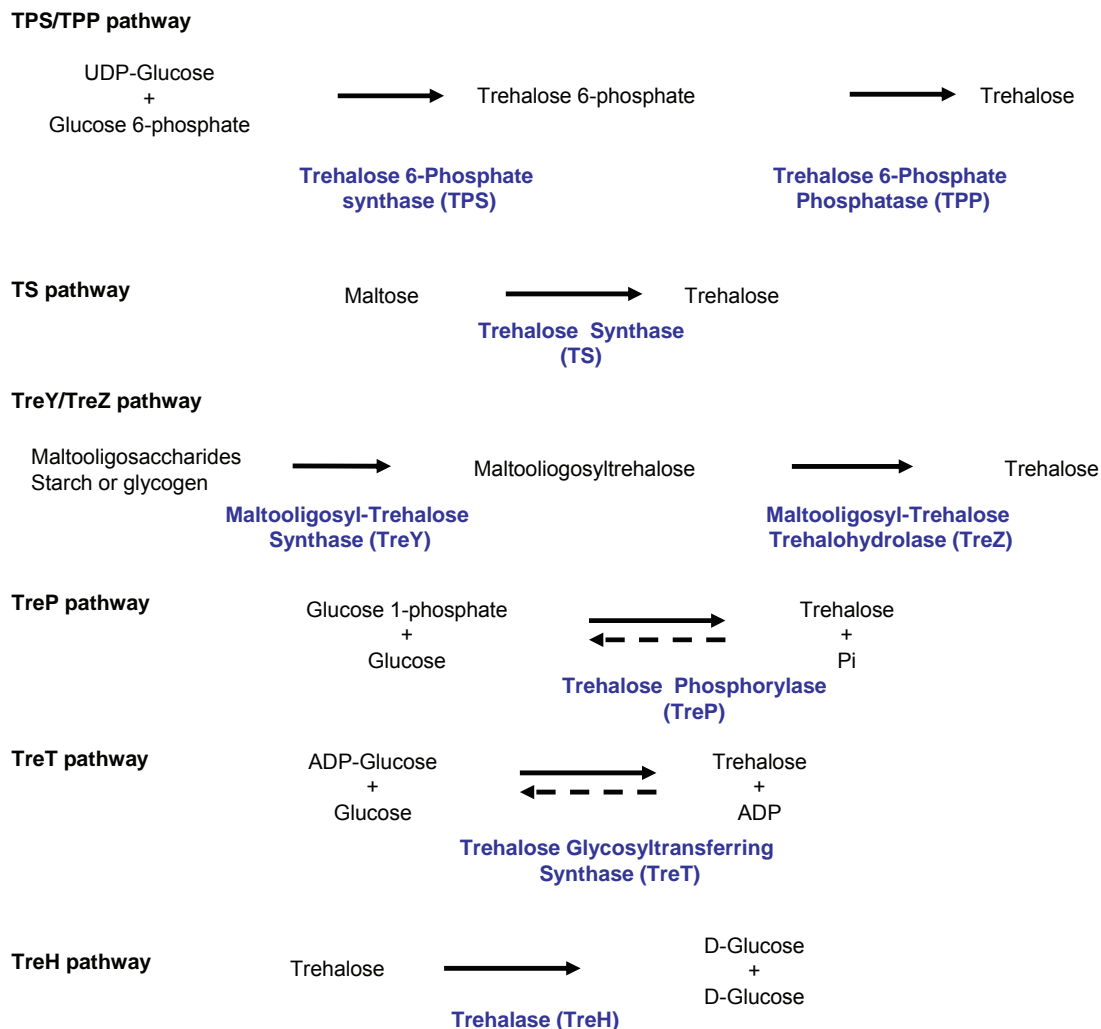 TPS/TPP pathway
UDP-Glucose
+
Glucose 6-phosphate
Trehalose 6-phosphate
Trehalose
Trehalose 6-Phosphate
synthase (TPS)
Trehalose 6-Phosphate
Phosphatase (TPP)
TS pathway
Maltose
Trehalose
Trehalose Synthase
(TS)
TreY/TreZ pathway
Maltooligosaccharides
Starch or glycogen
Maltooliogosyltrehalose
Trehalose
Maltooligosyl-Trehalose
Synthase (TreY)
Maltooligosyl-Trehalose
Trehalohydrolase (TreZ)
TreP pathway
Glucose 1-phosphate
+
Glucose
Trehalose
+
Pi
Trehalose Phosphorylase
(TreP)
TreT pathway
ADP-Glucose
+
Glucose
Trehalose
+
ADP
Trehalose Glycosyltransferring
Synthase (TreT)
TreH pathway
Trehalose
D-Glucose
+
D-Glucose
Trehalase (TreH)